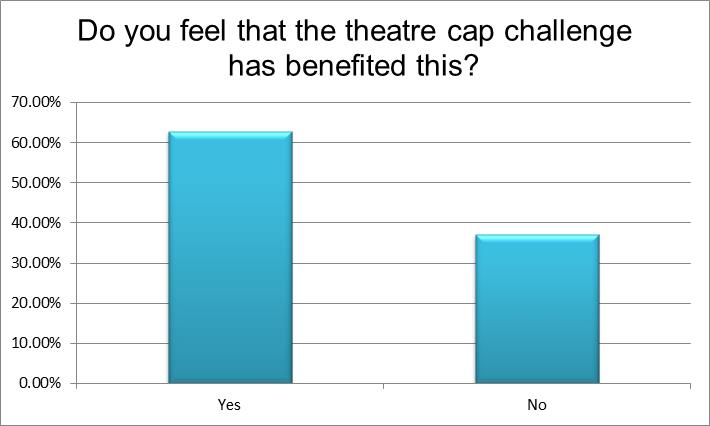 Do you feel that the theatre cap challenge
has benefited this?
70.00%
60.00%
50.00%
40.00%
30.00%
20.00%
10.00%
0.00%
Yes
No